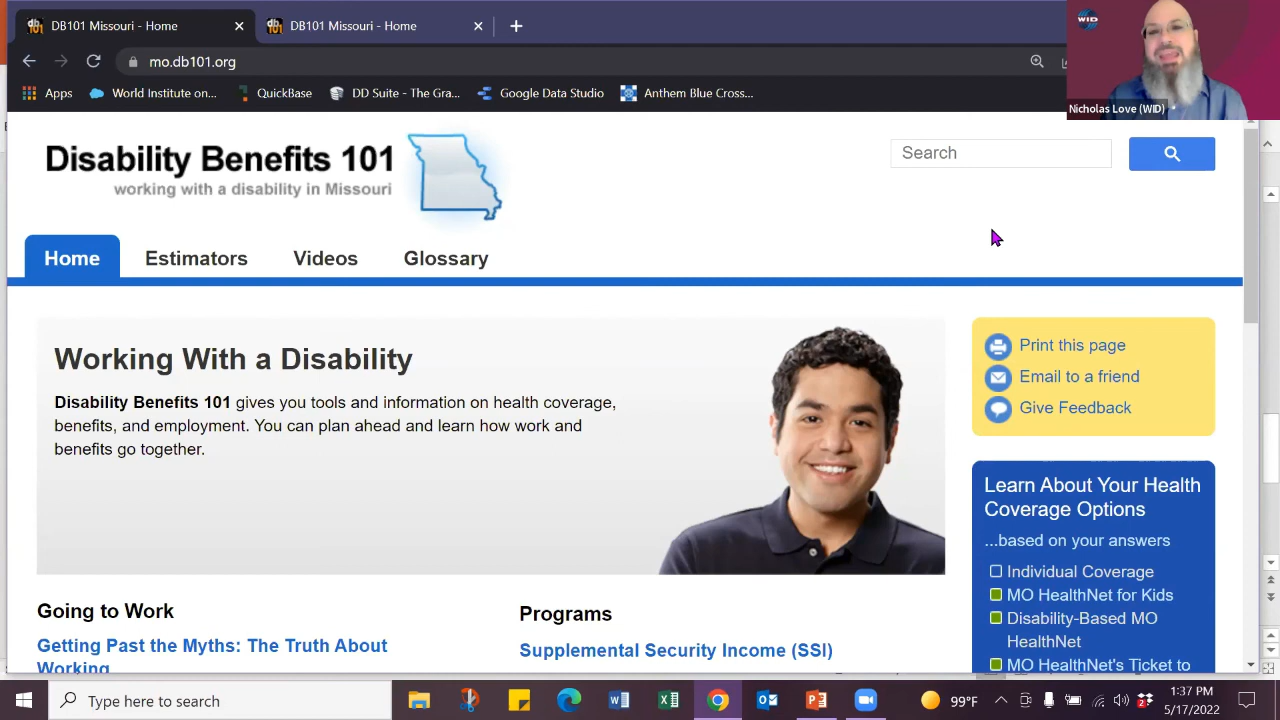 DB101 Missouri - Home
DB101 Missouri - Home
mo.db101.org
Apps
World Institute on...
QuickBase
DD Suite - The Gra...
Google Data Studio
Anthem Blue Cross...
WID
Nicholas Love (WID)
Disability Benefits 101
working with a disability in Missouri
Search
Home
Estimators
Videos
Glossary
Working With a Disability
Disability Benefits 101 gives you tools and information on health coverage,
benefits, and employment. You can plan ahead and learn how work and
benefits go together.
Print this page
Email to a friend
Give Feedback
Learn About Your Health
Coverage Options
...based on your answers
Individual Coverage
MO HealthNet for Kids
Disability-Based MO
HealthNet
MO HealthNet's Ticket to
Going to Work
Getting Past the Myths: The Truth About
Working
Programs
Supplemental Security Income (SSI)
Type here to search
99°F
1:37 PM
5/17/2022